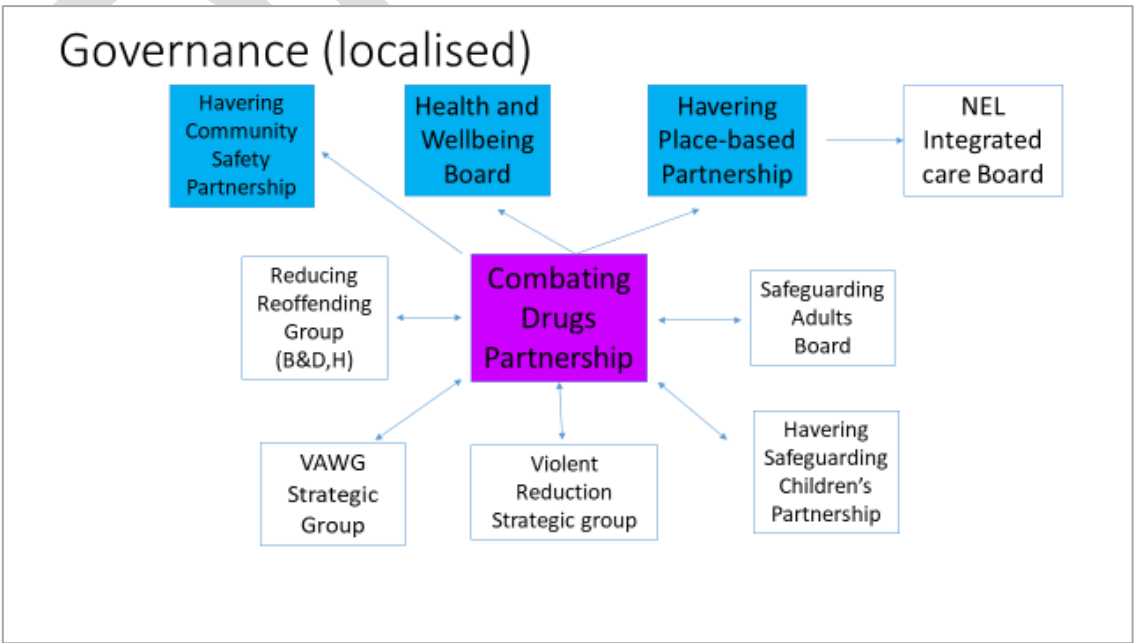 Governance (localised)
Havering
Community
Safety
Partnership
Health and
Wellbeing
Board
Havering
Place-based
Partnership
NEL
Integrated
care Board
Reducing
Reoffending
Group
(B&D,H)
Combating
Drugs
Partnership
Safeguarding
Adults
Board
VAWG
Strategic
Group
Violent
Reduction
Strategic group
Havering
Safeguarding
Children's
Partnership